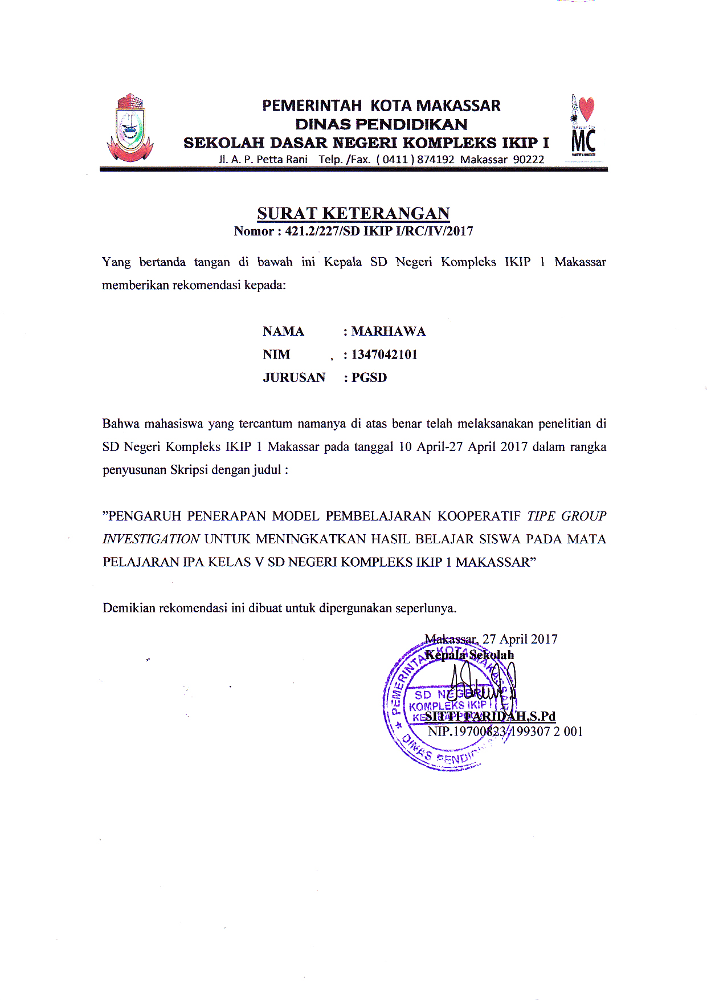 PEMERINTAH KOTA MAKASSAR
DINAS PENDIDIKAN
SEKOLAH DASAR NEGERI KOMPLEKS IKIP I
Jl. A. P. Petta Rani Telp. /Fax. ( 0411 ) 874192 Makassar 90222
MC
SURAT KETERANGAN
Nomor : 421.2/227/SD IKIP I/RC/IV/2017
Yang bertanda tangan di bawah ini Kepala SD Negeri Kompleks IKIP 1 Makassar
memberikan rekomendasi kepada:
NAMA : MARHAWA
NIM : 1347042101
JURUSAN : PGSD
Bahwa mahasiswa yang tercantum namanya di atas benar telah melaksanakan penelitian di
SD Negeri Kompleks IKIP 1 Makassar pada tanggal 10 April-27 April 2017 dalam rangka
penyusunan Skripsi dengan judul :
”PENGARUH PENERAPAN MODEL PEMBELAJARAN KOOPERATIF TIPE GROUP
INVESTIGATION UNTUK MENINGKATKAN HASIL BELAJAR SISWA PADA MATA
PELAJARAN IPA KELAS V SD NEGERI KOMPLEKS IKIP 1 MAKASSAR”
Demikian rekomendasi ini dibuat untuk dipergunakan seperlunya.
Makassar, 27 April 2017
Kepala Sekolah
PEMERINTAH KOTA MAKASSAR
SD NEGERI
KOMPLEKS IKIP I
DINAS
SITTI FARIDAH,S.Pd
NIP.19700823 199307 2 001